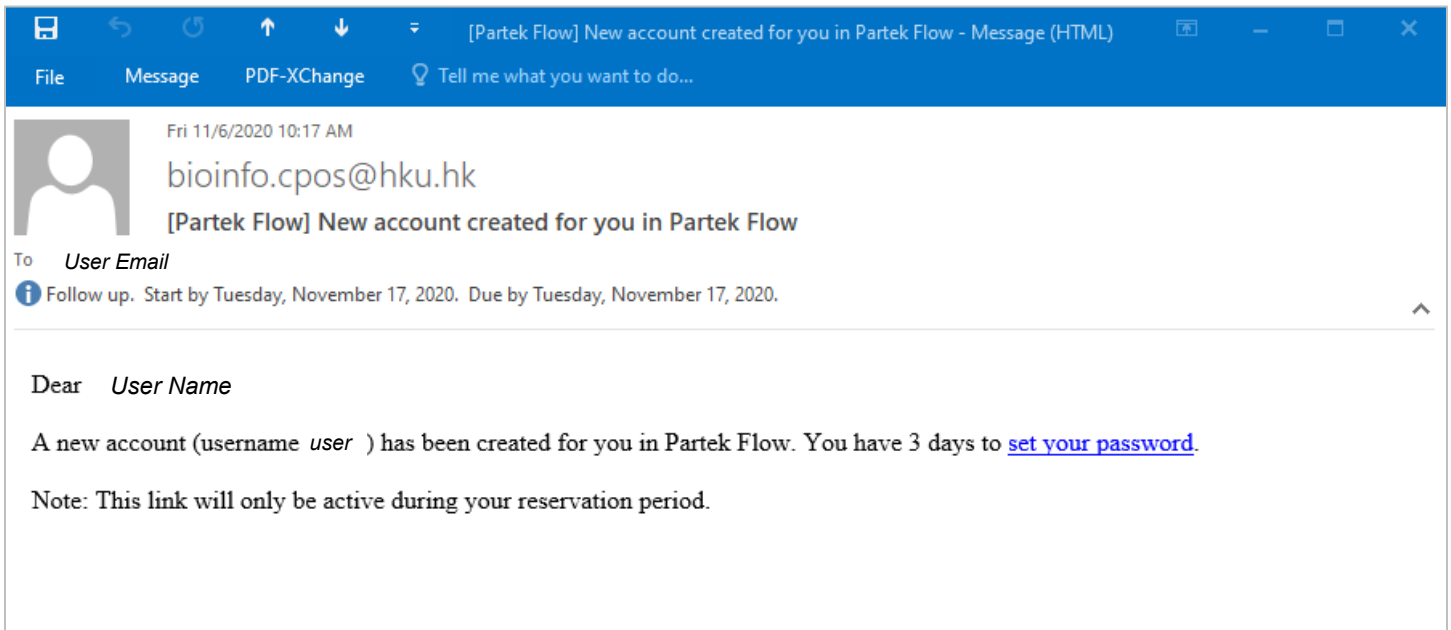 [Partek Flow] New account created for you in Partek Flow - Message (HTML)
File Message PDF-XChange Tell me what you want to do...
Fri 11/6/2020 10:17 AM
bioinfo.cpos@hku.hk
[Partek Flow] New account created for you in Partek Flow
To User Email
Follow up. Start by Tuesday, November 17, 2020. Due by Tuesday, November 17, 2020.
Dear User Name
A new account (username user ) has been created for you in Partek Flow. You have 3 days to set your password.
Note: This link will only be active during your reservation period.